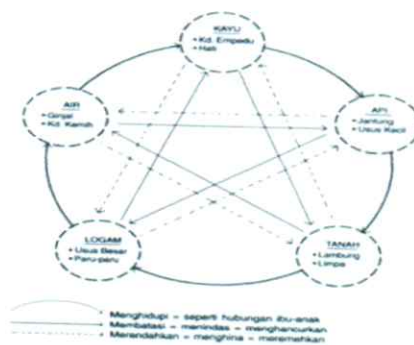 KAYU
• Kd. Empedu
• Hati
AIR
• Ginjal
• Kd. Kemih
API
• Jantung
• Usus Kecil
LOGAM
• Usus Besar
• Paru-peru
TANAH
• Lambung
• Limpa
Menghidupi – seperti hubungan ibu-anak
Membatasi – menindas – menghancurkan
Merendahkan – menghina – meremehkan